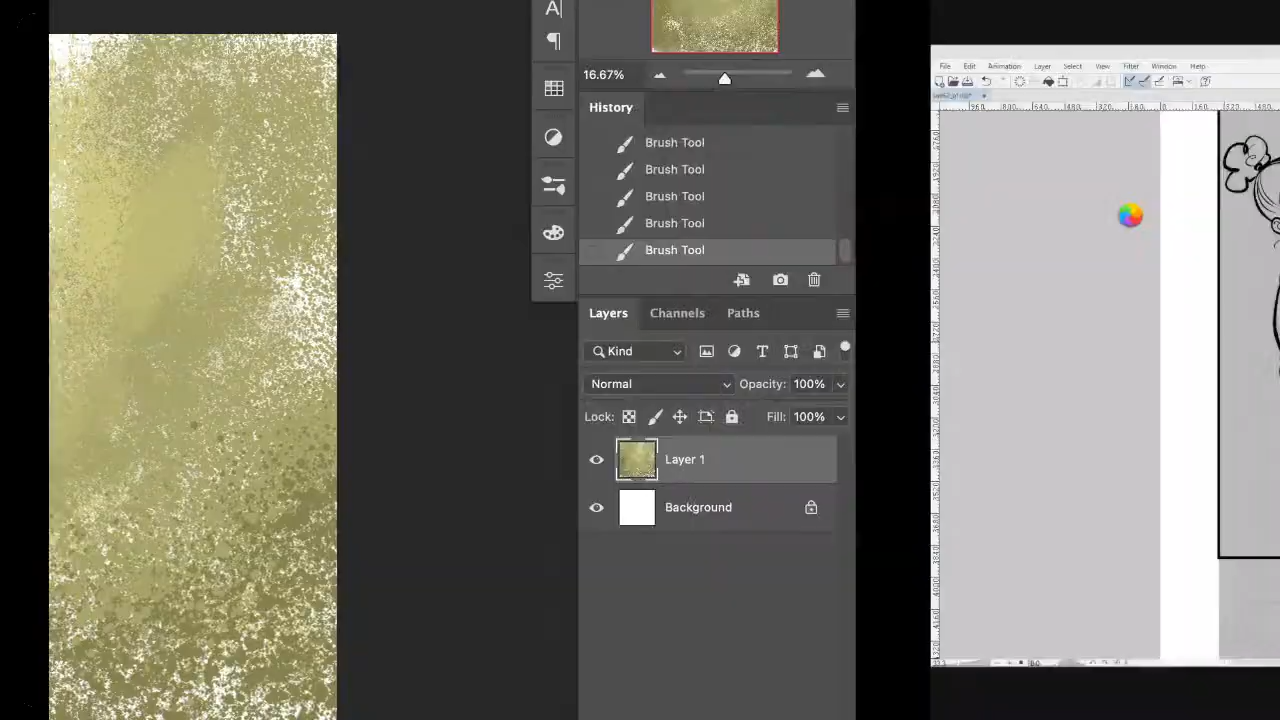 A|
16.67%
History
Brush Tool
Brush Tool
Brush Tool
Brush Tool
Brush Tool
Layers Channels Paths
Kind
Normal Opacity: 100%
Lock: Fill: 100%
Layer 1
Background
File Edit Animation Layer Select View Filter Window Help